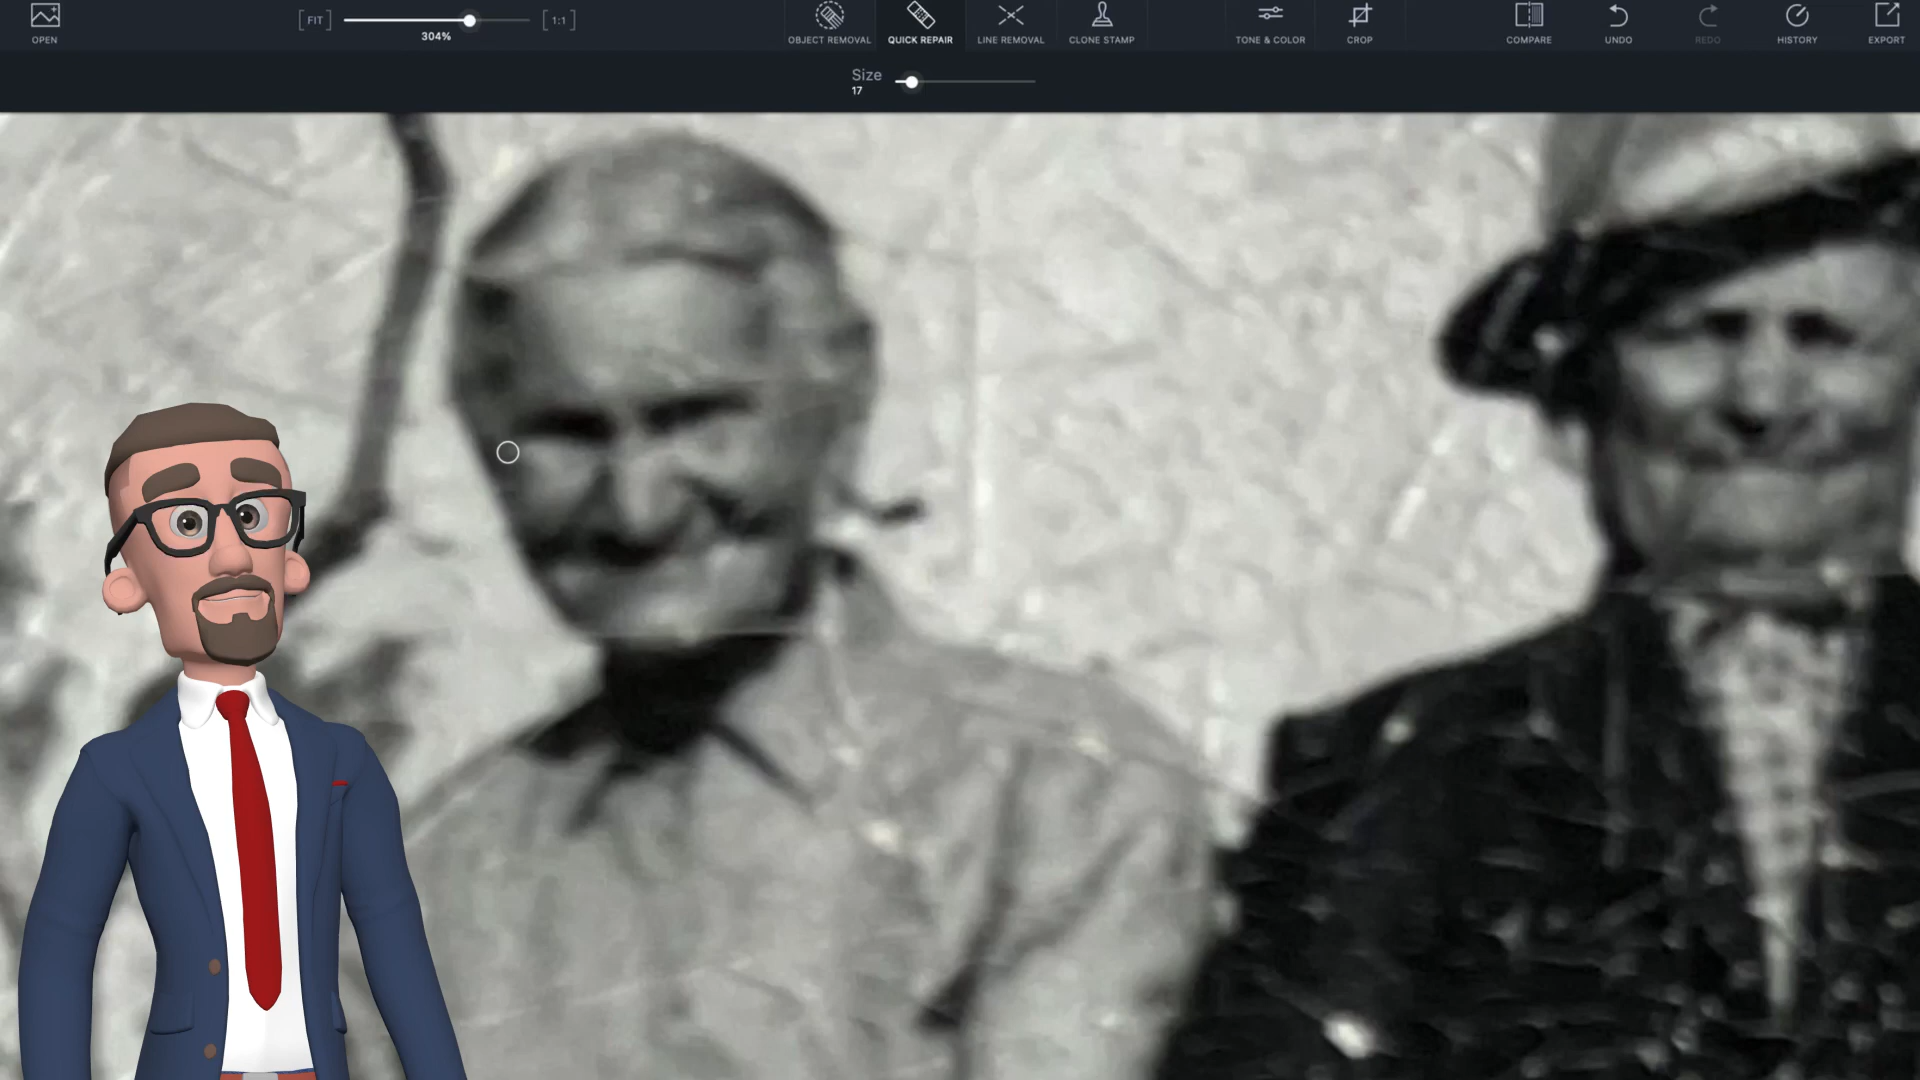 OPEN
FIT
304%
1:1
OBJECT REMOVAL
QUICK REPAIR
LINE REMOVAL
CLONE STAMP
TONE & COLOR
CROP
COMPARE
UNDO
REDO
HISTORY
EXPORT
Size
17